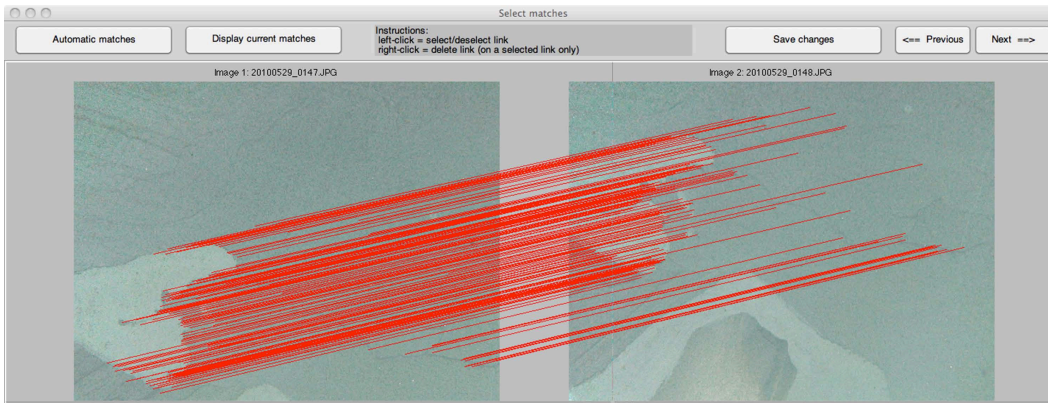 Select matches
Automatic matches
Display current matches
Instructions:
left-click = select/deselect link
right-click = delete link (on a selected link only)
Save changes
<== Previous
Next ==>
Image 1: 20100529_0147.JPG
Image 2: 20100529_0148.JPG